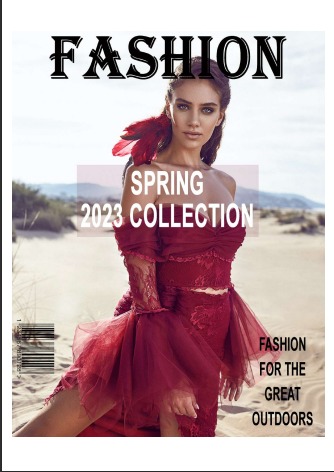 FASHION
SPRING
2023 COLLECTION
FASHION
FOR THE
GREAT
OUTDOORS